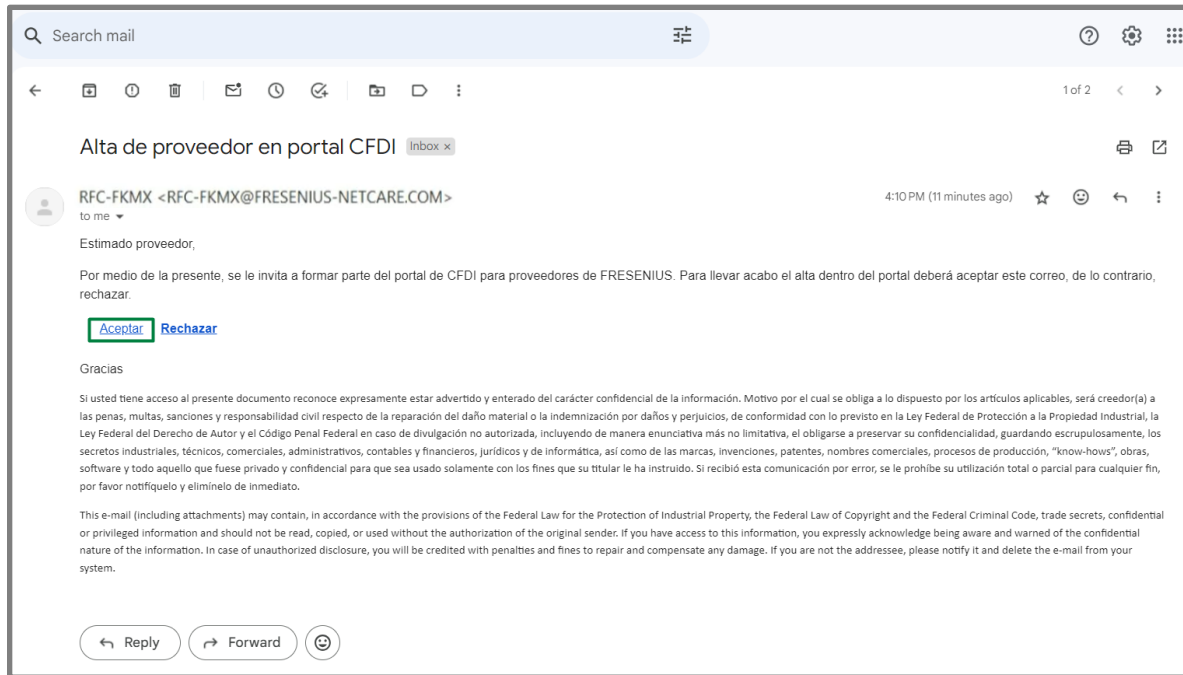 Search mail
1 of 2
Alta de proveedor en portal CFDI Inbox ×
RFC-FKMX <RFC-FKMX@FRESENIUS-NETCARE.COM> 4:10 PM (11 minutes ago)
to me
Estimado proveedor,
Por medio de la presente, se le invita a formar parte del portal de CFDI para proveedores de FRESENIUS. Para llevar acabo el alta dentro del portal deberá aceptar este correo, de lo contrario,
rechazar.
Aceptar Rechazar
Gracias
Si usted tiene acceso al presente documento reconoce expresamente estar advertido y enterado del carácter confidencial de la información. Motivo por el cual se obliga a lo dispuesto por los artículos aplicables, será creedor(a) a
las penas, multas, sanciones y responsabilidad civil respecto de la reparación del daño material o la indemnización por daños y perjuicios, de conformidad con lo previsto en la Ley Federal de Protección a la Propiedad Industrial, la
Ley Federal del Derecho de Autor y el Código Penal Federal en caso de divulgación no autorizada, incluyendo de manera enunciativa más no limitativa, el obligarse a preservar su confidencialidad, guardando escrupulosamente, los
secretos industriales, técnicos, comerciales, administrativos, contables y financieros, jurídicos y de informática, así como de las marcas, invenciones, patentes, nombres comerciales, procesos de producción, “know-hows”, obras,
software y todo aquello que fuese privado y confidencial para que sea usado solamente con los fines que su titular le ha instruido. Si recibió esta comunicación por error, se le prohíbe su utilización total o parcial para cualquier fin,
por favor notifíquelo y elimínelo de inmediato.
This e-mail (including attachments) may contain, in accordance with the provisions of the Federal Law for the Protection of Industrial Property, the Federal Law of Copyright and the Federal Criminal Code, trade secrets, confidential
or privileged information and should not be read, copied, or used without the authorization of the original sender. If you have access to this information, you expressly acknowledge being aware and warned of the confidential
nature of the information. In case of unauthorized disclosure, you will be credited with penalties and fines to repair and compensate any damage. If you are not the addressee, please notify it and delete the e-mail from your
system.
Reply Forward